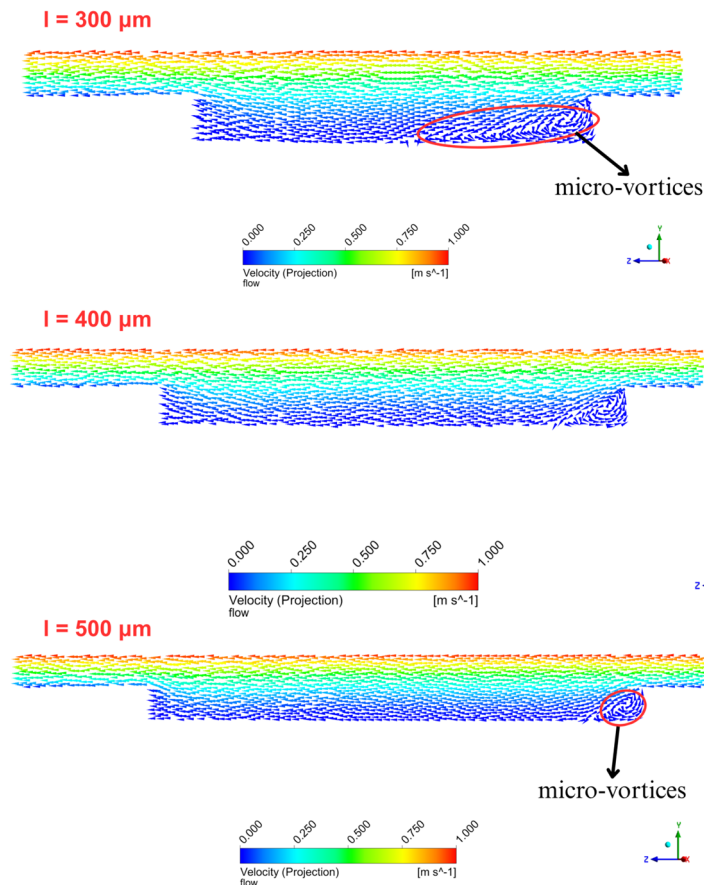 l = 300 µm
micro-vortices
0.000 0.250 0.500 0.750 1.000
Velocity (Projection) [m s^-1]
flow
Y
Z X
l = 400 µm
0.000 0.250 0.500 0.750 1.000
Velocity (Projection) [m s^-1]
flow
Z
l = 500 µm
micro-vortices
0.000 0.250 0.500 0.750 1.000
Velocity (Projection) [m s^-1]
flow
Y
Z X